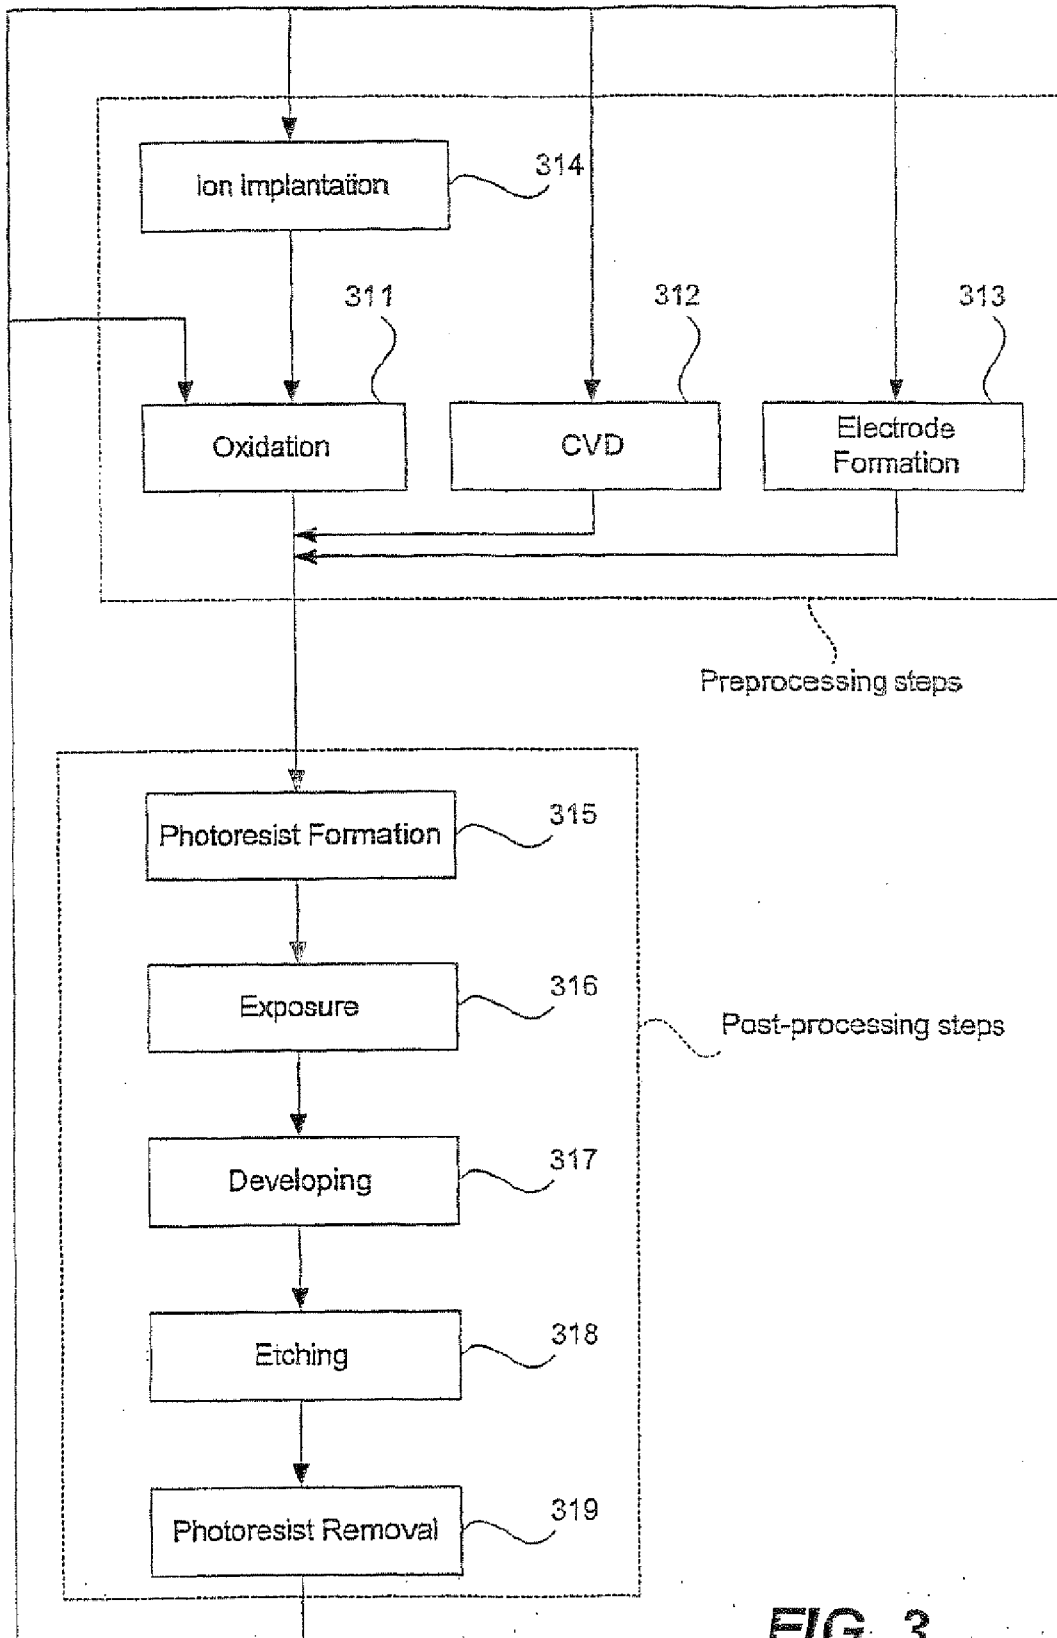 Ion Implantation
314
311
312
313
Oxidation
CVD
Electrode
Formation
Preprocessing steps
Photoresist Formation
315
Exposure
316
Post-processing steps
Developing
317
Etching
318
Photoresist Removal
319
FIG. 3